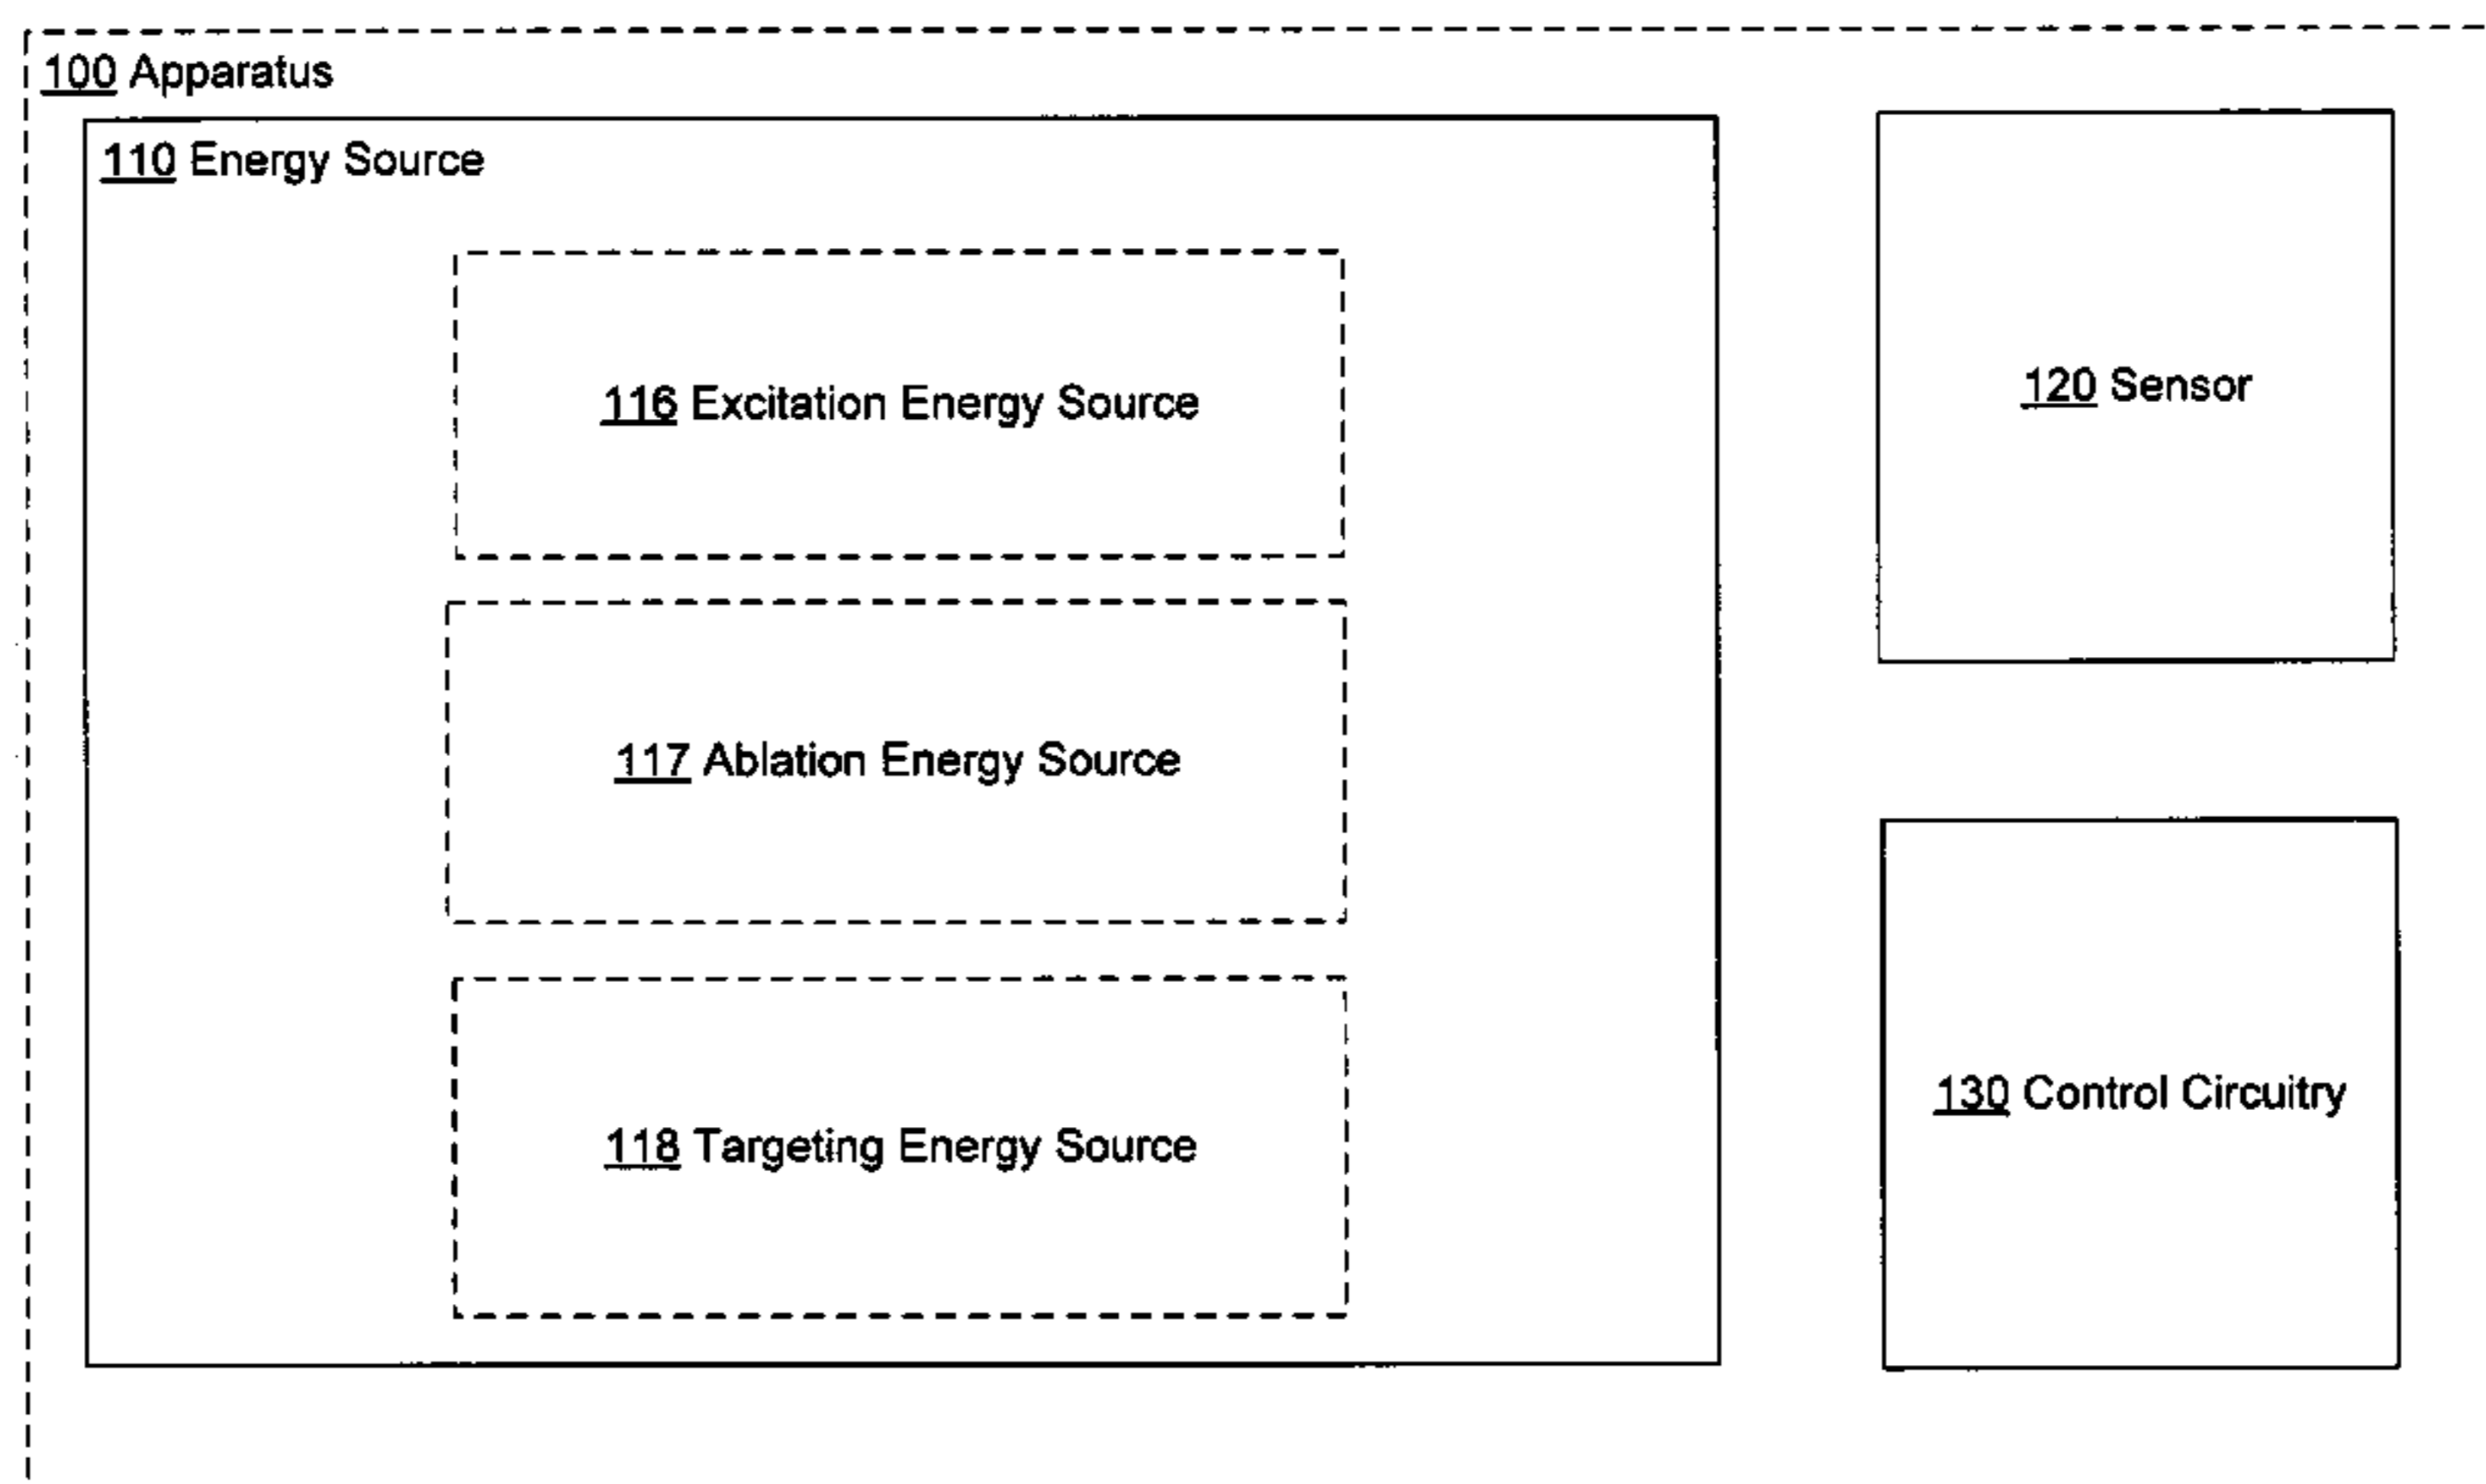 100 Apparatus
110 Energy Source
116 Excitation Energy Source
120 Sensor
117 Ablation Energy Source
118 Targeting Energy Source
130 Control Circuitry